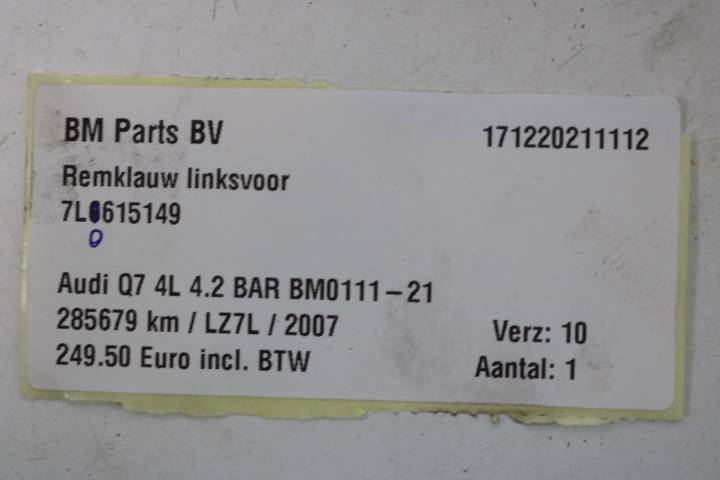 BM Parts BV 171220211112
Remklauw linksvoor
7L615149
0
Audi Q7 4L 4.2 BAR BM0111-21
285679 km / LZ7L / 2007 Verz: 10
249.50 Euro incl. BTW Aantal: 1